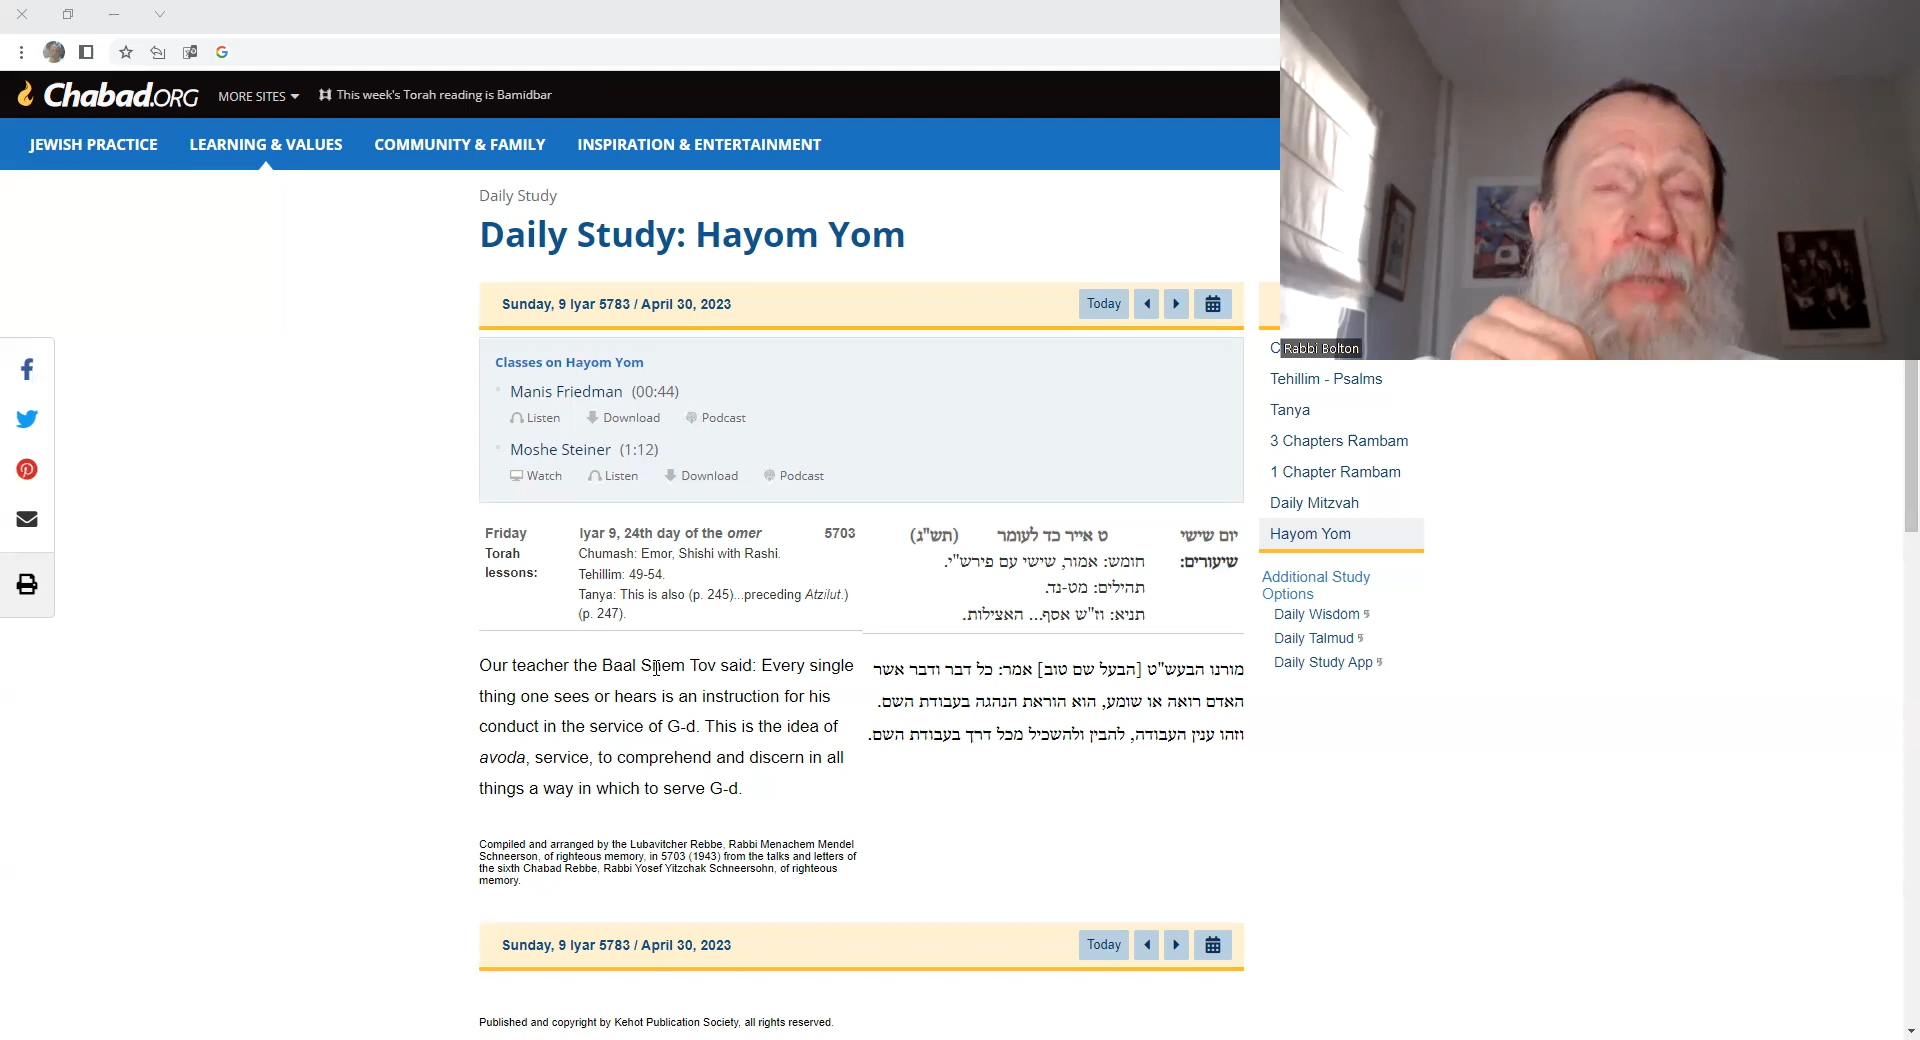 Chabad.ORG
MORE SITES
This week's Torah reading is Bamidbar
JEWISH PRACTICE
LEARNING & VALUES
COMMUNITY & FAMILY
INSPIRATION & ENTERTAINMENT
Daily Study
Daily Study: Hayom Yom
Sunday, 9 Iyar 5783 / April 30, 2023
Today
Classes on Hayom Yom
Manis Friedman (00:44)
Listen Download Podcast
Moshe Steiner (1:12)
Watch Listen Download Podcast
Friday Iyar 9, 24th day of the omer 5703
Torah lessons: Chumash: Emor, Shishi with Rashi.
Tehillim: 49-54.
Tanya: This is also (p. 245)...preceding Atzilut.)
(p. 247).
יום שישי ט אייר כד לעומר (תש"ג)
שיעורים: חומש: אמור, שישי עם פירש"י.
תהילים: מט-נד.
תניא: וז"ש אסף... האצילות.
Our teacher the Baal Shem Tov said: Every single
thing one sees or hears is an instruction for his
conduct in the service of G-d. This is the idea of
avoda, service, to comprehend and discern in all
things a way in which to serve G-d.
מורנו הבעש"ט [הבעל שם טוב] אמר: כל דבר ודבר אשר
האדם רואה או שומע, הוא הוראת הנהגה בעבודת השם.
וזהו ענין העבודה, להבין ולהשכיל מכל דרך בעבודת השם.
Compiled and arranged by the Lubavitcher Rebbe, Rabbi Menachem Mendel
Schneerson, of righteous memory, in 5703 (1943) from the talks and letters of
the sixth Chabad Rebbe, Rabbi Yosef Yitzchak Schneersohn, of righteous
memory.
Sunday, 9 Iyar 5783 / April 30, 2023
Today
Published and copyright by Kehot Publication Society, all rights reserved.
Rabbi Bolton
Tehillim - Psalms
Tanya
3 Chapters Rambam
1 Chapter Rambam
Daily Mitzvah
Hayom Yom
Additional Study
Options
Daily Wisdom
Daily Talmud
Daily Study App